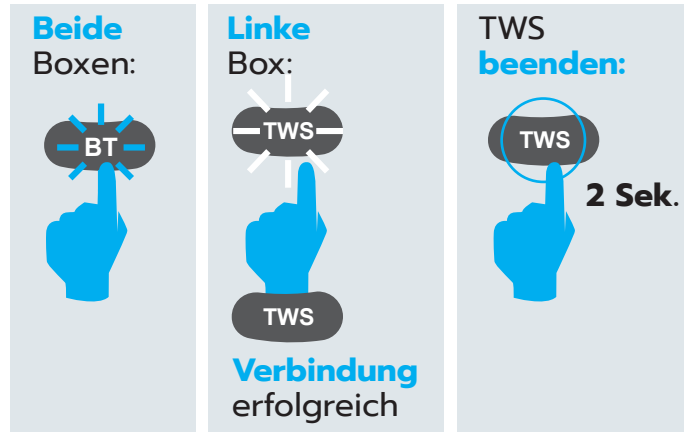 Beide
Boxen:
BT
Linke
Box:
TWS
TWS
Verbindung
erfolgreich
TWS
beenden:
TWS
2 Sek.